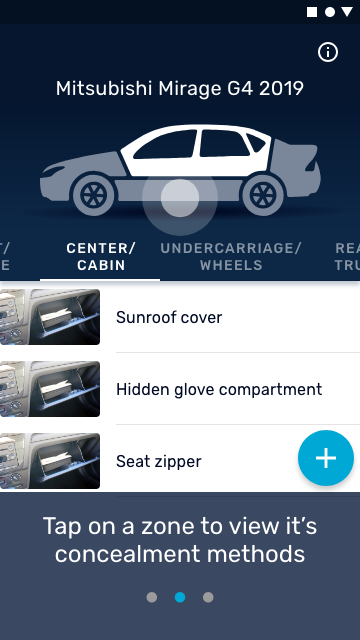 Mitsubishi Mirage G4 2019
T/
E
CENTER/
CABIN
UNDERCARRIAGE/
WHEELS
REA
TRU
Sunroof cover
Hidden glove compartment
Seat zipper
Tap on a zone to view it's
concealment methods